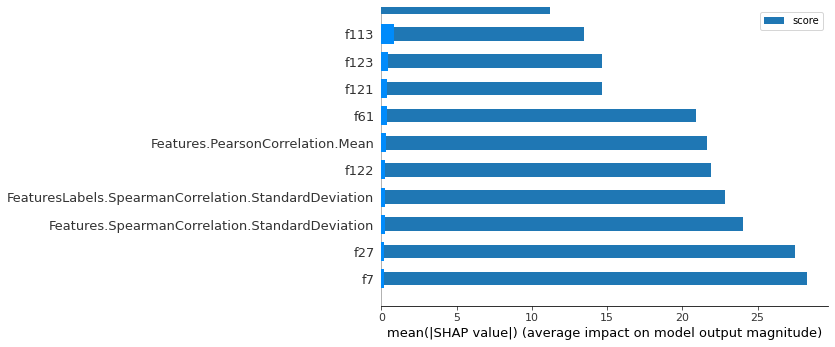 score
f113
f123
f121
f61
Features.PearsonCorrelation.Mean
f122
FeaturesLabels.SpearmanCorrelation.StandardDeviation
Features.SpearmanCorrelation.StandardDeviation
f27
f7
0 5 10 15 20 25
mean(|SHAP value|) (average impact on model output magnitude)